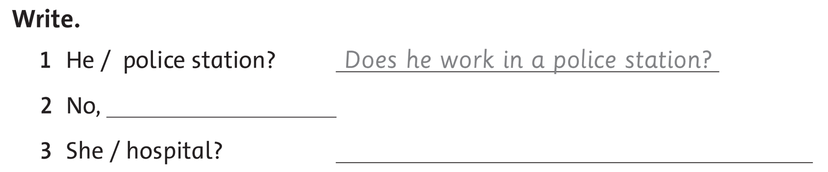 Write.
1 He / police station? Does he work in a police station?
2 No, 
3 She / hospital?